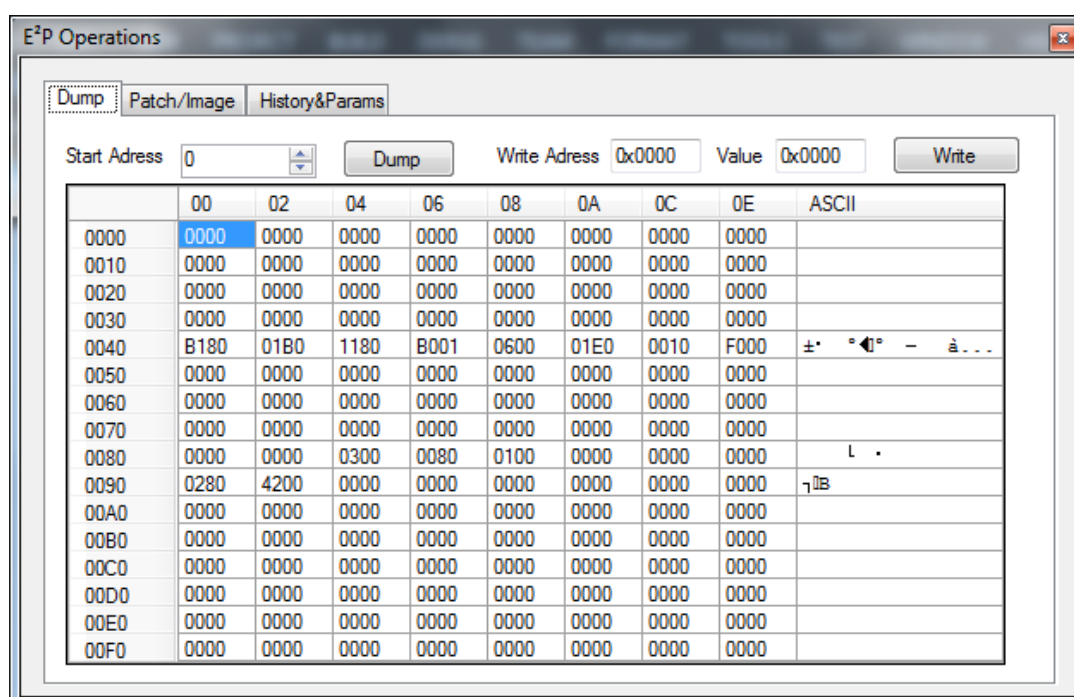 E²P Operations
Dump Patch/Image History&Params
Start Adress 0 Dump Write Adress 0x0000 Value 0x0000 Write
00 02 04 06 08 0A 0C 0E ASCII
0000 0000 0000 0000 0000 0000 0000 0000 0000
0010 0000 0000 0000 0000 0000 0000 0000 0000
0020 0000 0000 0000 0000 0000 0000 0000 0000
0030 0000 0000 0000 0000 0000 0000 0000 0000
0040 B180 01B0 1180 B001 0600 01E0 0010 F000 ±· °◀ ° – à...
0050 0000 0000 0000 0000 0000 0000 0000 0000
0060 0000 0000 0000 0000 0000 0000 0000 0000
0070 0000 0000 0000 0000 0000 0000 0000 0000
0080 0000 0000 0300 0080 0100 0000 0000 0000 L ·
0090 0280 4200 0000 0000 0000 0000 0000 0000 ┐ B
00A0 0000 0000 0000 0000 0000 0000 0000 0000
00B0 0000 0000 0000 0000 0000 0000 0000 0000
00C0 0000 0000 0000 0000 0000 0000 0000 0000
00D0 0000 0000 0000 0000 0000 0000 0000 0000
00E0 0000 0000 0000 0000 0000 0000 0000 0000
00F0 0000 0000 0000 0000 0000 0000 0000 0000